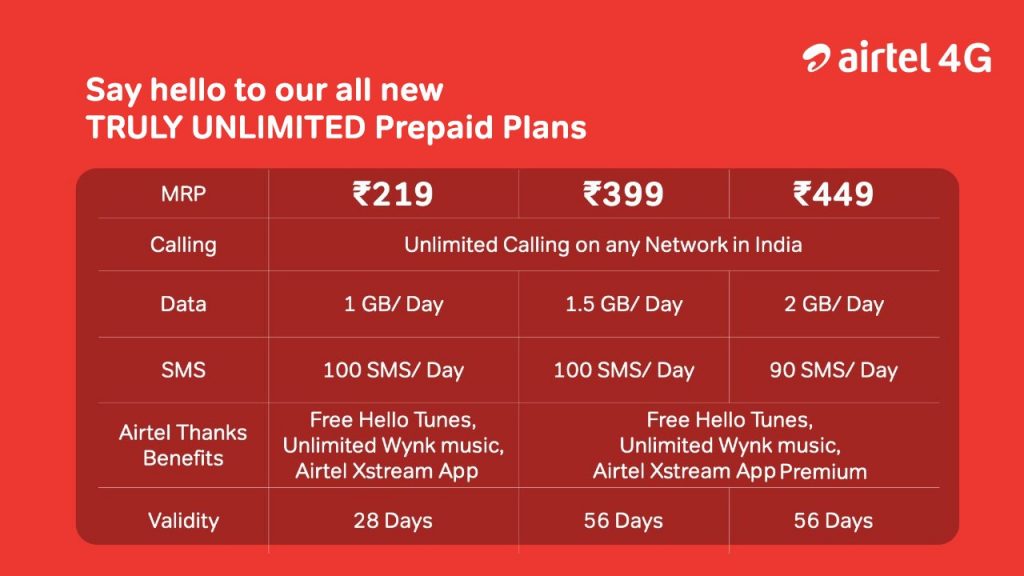 airtel 4G
Say hello to our all new
TRULY UNLIMITED Prepaid Plans
MRP ₹219 ₹399 ₹449
Calling Unlimited Calling on any Network in India
Data 1 GB/ Day 1.5 GB/ Day 2 GB/ Day
SMS 100 SMS/ Day 100 SMS/ Day 90 SMS/ Day
Airtel Thanks
Benefits
Free Hello Tunes,
Unlimited Wynk music,
Airtel Xstream App
Free Hello Tunes,
Unlimited Wynk music,
Airtel Xstream App Premium
Validity 28 Days 56 Days 56 Days